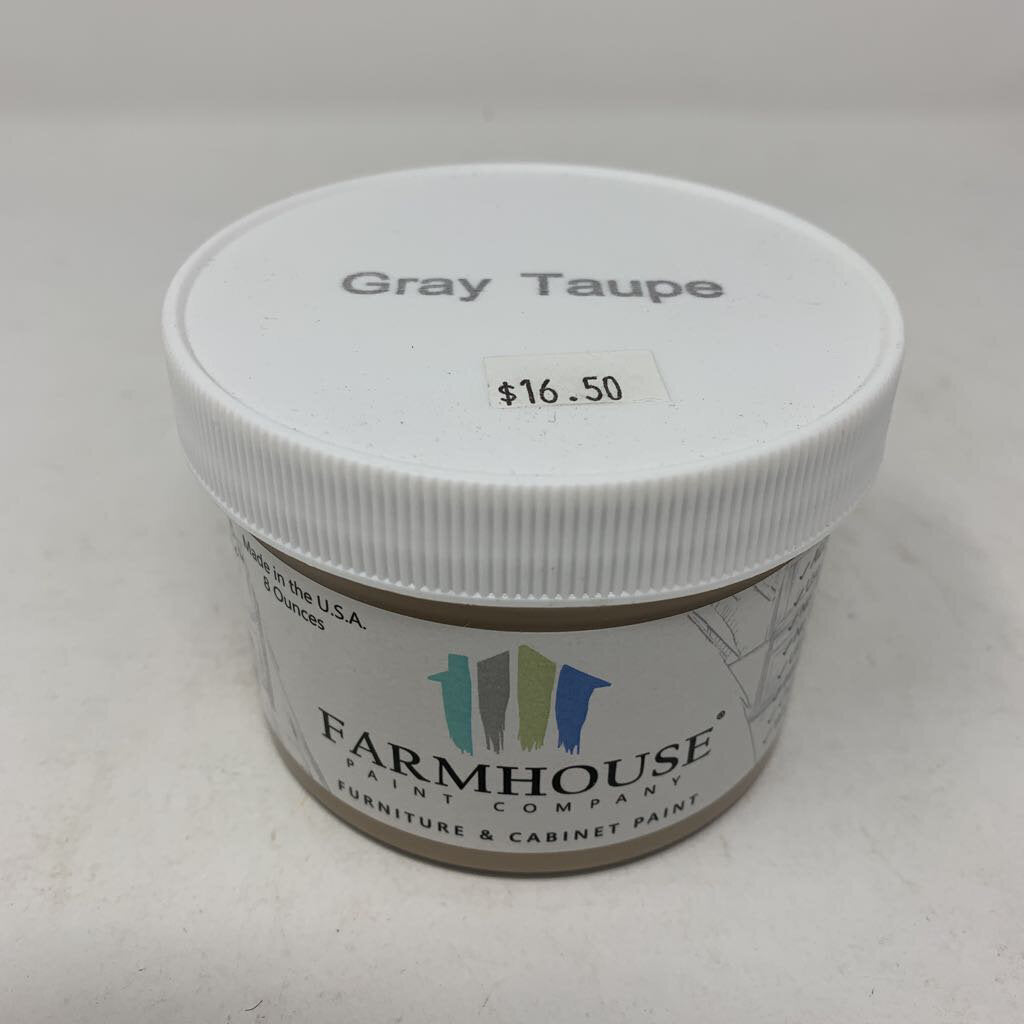 Gray Taupe
$16.50
Made in the U.S.A.
8 Ounces
FARMHOUSE®
PAINT COMPANY
FURNITURE & CABINET PAINT